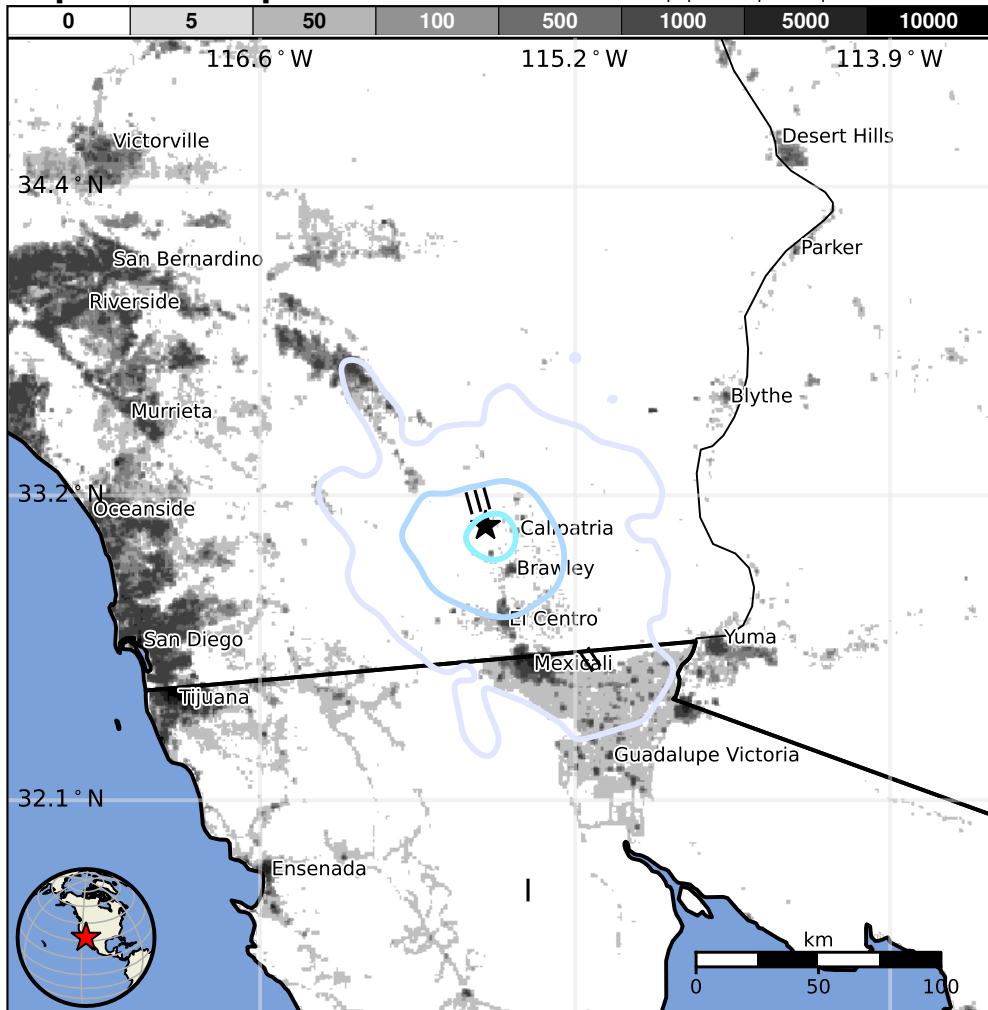 0 5 50 100 500 1000 5000 10000
116.6°W 115.2°W 113.9°W
Desert Hills
Victorville
34.4°N
Parker
San Bernardino
Riverside
Blythe
Murrieta
33.2°N
Oceanside
Calipatria
Brawley
El Centro
San Diego
Yuma
Mexicali
Tijuana
Guadalupe Victoria
32.1°N
Ensenada
km
0 50 100